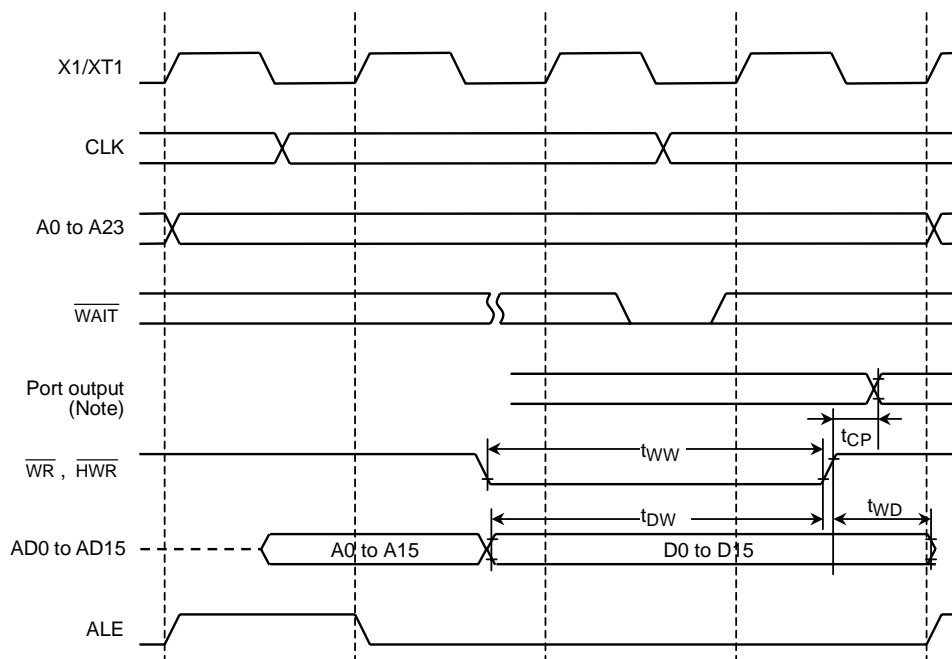 X1/XT1
CLK
A0 to A23
WAIT
Port output
(Note)
tCP
WR , HWR
tWW
tDW
tWD
AD0 to AD15
A0 to A15
D0 to D15
ALE